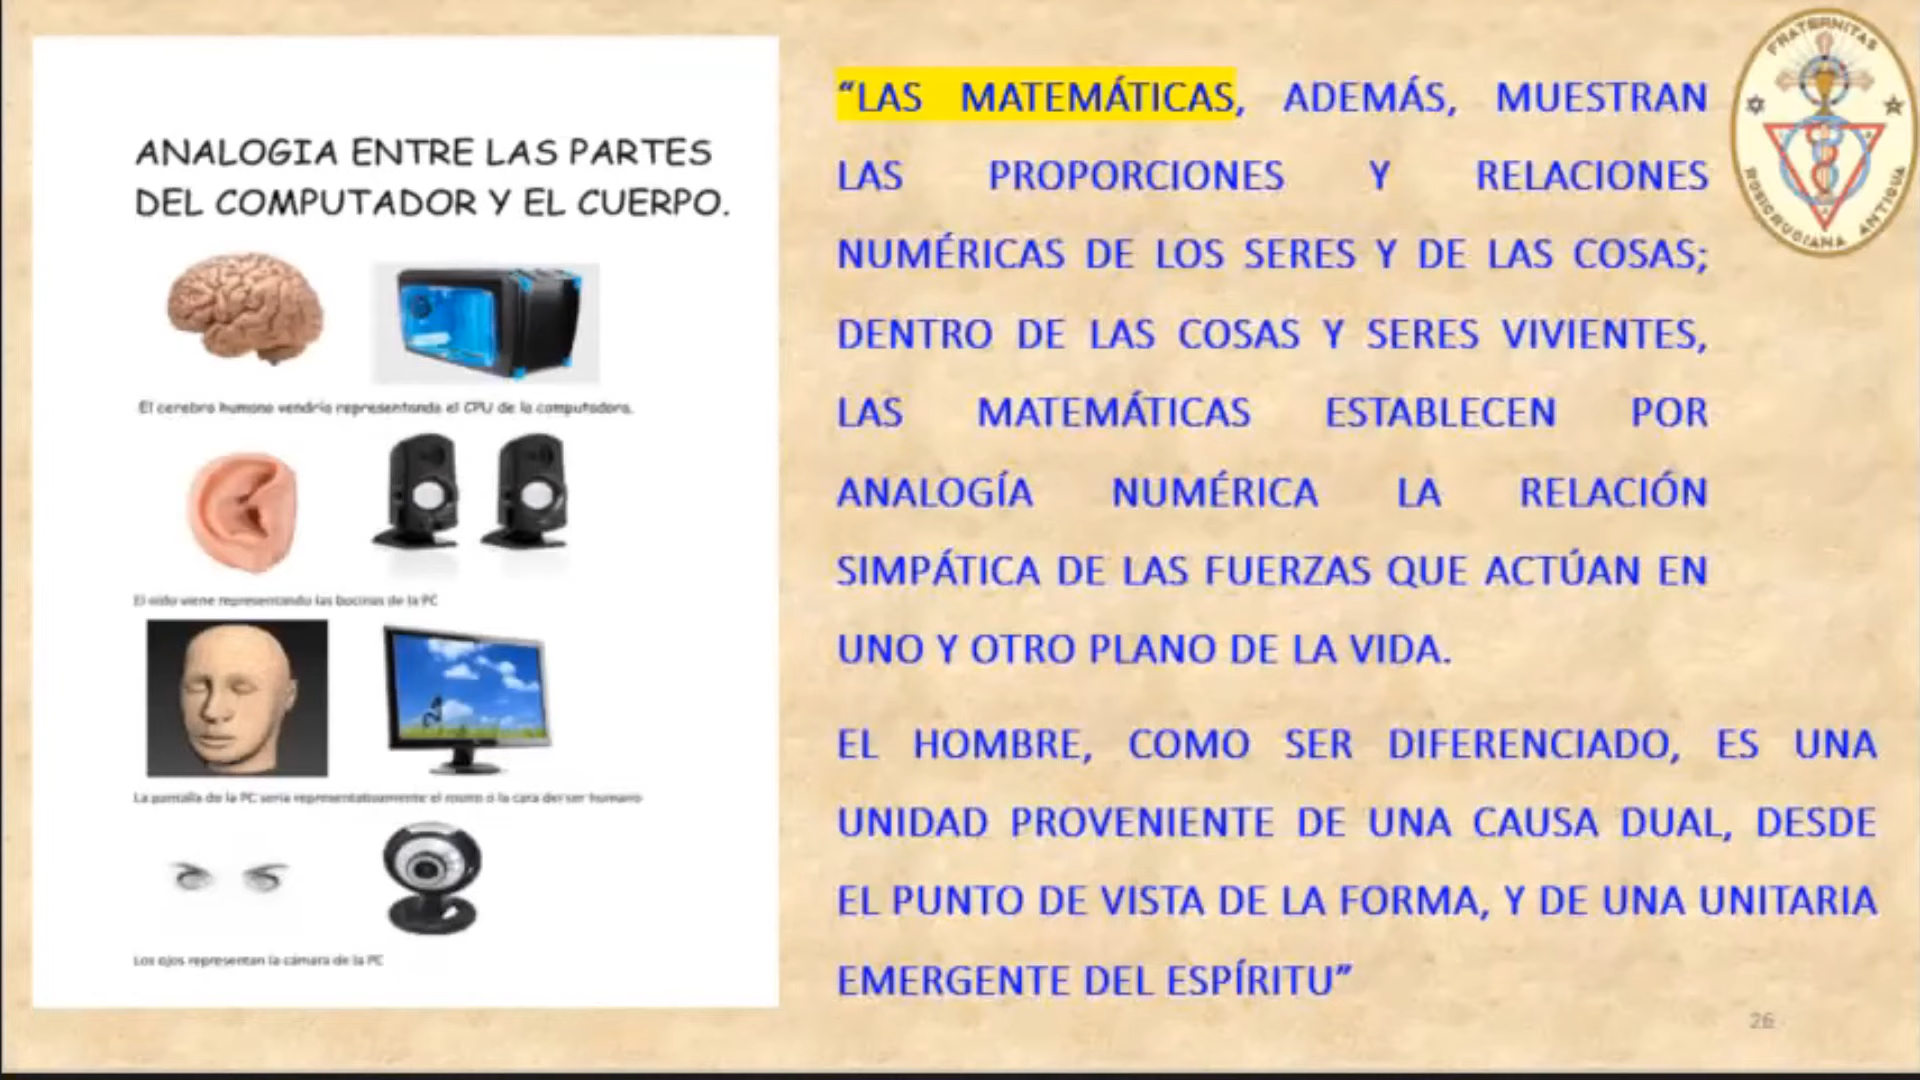 ANALOGIA ENTRE LAS PARTES
DEL COMPUTADOR Y EL CUERPO.
El cerebro humano vendria representando el CPU de la computadora.
El oido viene representando las bocinas de la PC
La pantalla de la PC seria representativamente el rostro o la cara del ser humano
Los ojos representan la cámara de la PC
“LAS MATEMÁTICAS, ADEMÁS, MUESTRAN
LAS PROPORCIONES Y RELACIONES
NUMÉRICAS DE LOS SERES Y DE LAS COSAS;
DENTRO DE LAS COSAS Y SERES VIVIENTES,
LAS MATEMÁTICAS ESTABLECEN POR
ANALOGÍA NUMÉRICA LA RELACIÓN
SIMPÁTICA DE LAS FUERZAS QUE ACTÚAN EN
UNO Y OTRO PLANO DE LA VIDA.
EL HOMBRE, COMO SER DIFERENCIADO, ES UNA
UNIDAD PROVENIENTE DE UNA CAUSA DUAL, DESDE
EL PUNTO DE VISTA DE LA FORMA, Y DE UNA UNITARIA
EMERGENTE DEL ESPÍRITU”
FRATERNITAS
ROSICRUCIANA ANTIQUA
26